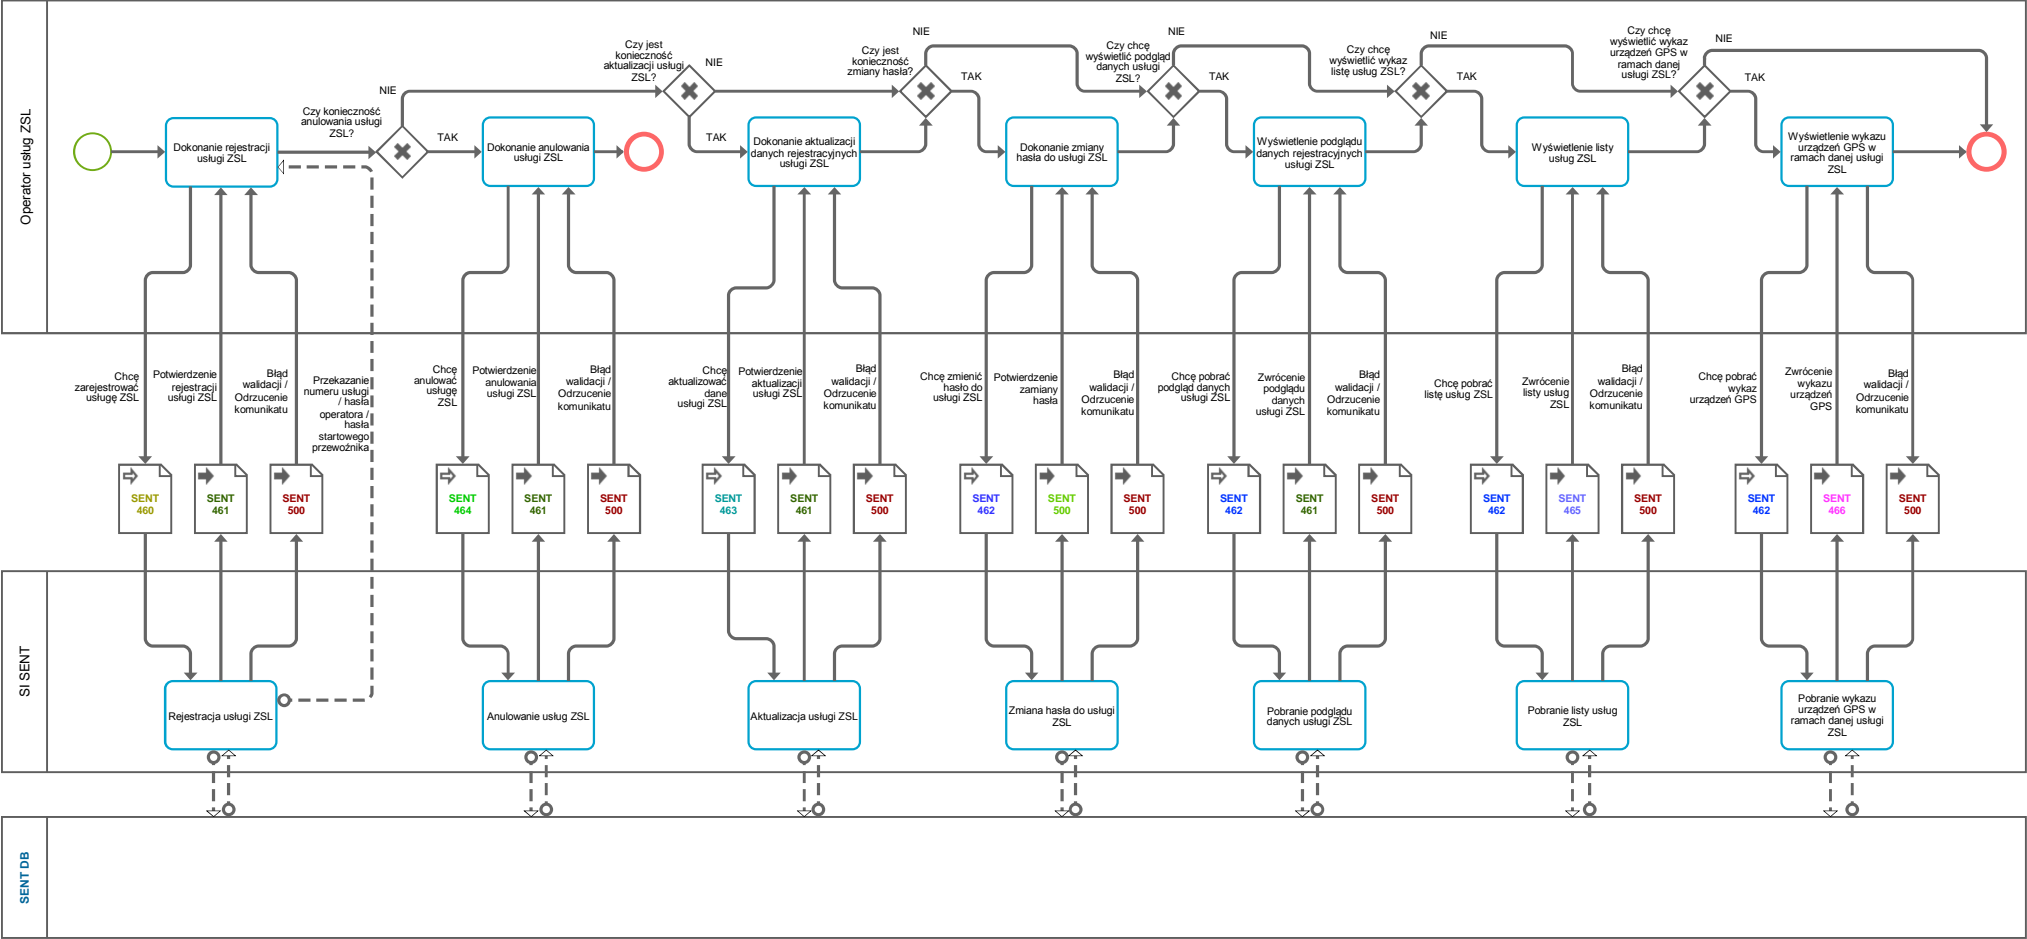 Operator usług ZSL
Dokonanie rejestracji
usługi ZSL
Czy konieczność
anulowania usługi
ZSL?
NIE
TAK
Dokonanie anulowania
usługi ZSL
Czy jest
konieczność
aktualizacji usługi
ZSL?
NIE
TAK
Dokonanie aktualizacji
danych rejestracyjnych
usługi ZSL
Czy jest
konieczność
zmiany hasła?
NIE
TAK
Dokonanie zmiany
hasła do usługi ZSL
Czy chcę
wyświetlić podgląd
danych usługi
ZSL?
NIE
TAK
Wyświetlenie podglądu
danych rejestracyjnych
usługi ZSL
Czy chcę
wyświetlić wykaz
listę usług ZSL?
NIE
TAK
Wyświetlenie listy
usług ZSL
Czy chcę
wyświetlić wykaz
urządzeń GPS w
ramach danej
usługi ZSL?
NIE
TAK
Wyświetlenie wykazu
urządzeń GPS w
ramach danej usługi
ZSL
Chcę
zarejestrować
usługę ZSL
Potwierdzenie
rejestracji
usługi ZSL
Błąd
walidacji /
Odrzucenie
komunikatu
Przekazanie
numeru usługi
/ hasła
operatora /
hasła
startowego
przewoźnika
Chcę
anulować
usługę
ZSL
Potwierdzenie
anulowania
usługi ZSL
Błąd
walidacji /
Odrzucenie
komunikatu
Chcę
aktualizować
dane
usługi ZSL
Potwierdzenie
aktualizacji
usługi ZSL
Błąd
walidacji /
Odrzucenie
komunikatu
Chcę zmienić
hasło do
usługi ZSL
Potwierdzenie
zamiany
hasła
Błąd
walidacji /
Odrzucenie
komunikatu
Chcę pobrać
podgląd danych
usługi ZSL
Zwrócenie
podglądu
danych
usługi ZSL
Błąd
walidacji /
Odrzucenie
komunikatu
Chcę pobrać
listę usług ZSL
Zwrócenie
listy usług
ZSL
Błąd
walidacji /
Odrzucenie
komunikatu
Chcę pobrać
wykaz
urządzeń GPS
Zwrócenie
wykazu
urządzeń
GPS
Błąd
walidacji /
Odrzucenie
komunikatu
SENT
460
SENT
461
SENT
500
SENT
464
SENT
461
SENT
500
SENT
463
SENT
461
SENT
500
SENT
462
SENT
500
SENT
500
SENT
462
SENT
461
SENT
500
SENT
462
SENT
465
SENT
500
SENT
462
SENT
466
SENT
500
SI SENT
Rejestracja usługi ZSL
Anulowanie usług ZSL
Aktualizacja usługi ZSL
Zmiana hasła do usługi
ZSL
Pobranie podglądu
danych usługi ZSL
Pobranie listy usług
ZSL
Pobranie wykazu
urządzeń GPS w
ramach danej usługi
ZSL
SENT DB